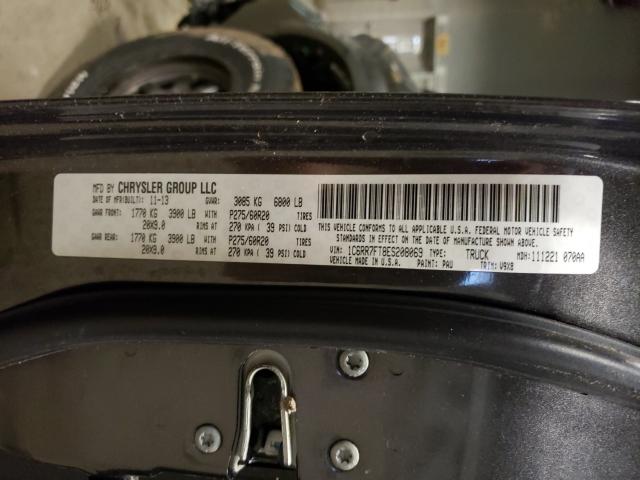 MFD BY CHRYSLER GROUP LLC
DATE OF MFR(BUILT): 11-13 GVWR: 3085 KG 6800 LB
GAWR FRONT: 1770 KG 3900 LB WITH P275/60R20 TIRES
20X9.0 RIMS AT 270 KPA ( 39 PSI) COLD
GAWR REAR: 1770 KG 3900 LB WITH P275/60R20 TIRES
20X9.0 RIMS AT 270 KPA ( 39 PSI) COLD
THIS VEHICLE CONFORMS TO ALL APPLICABLE U.S.A. FEDERAL MOTOR VEHICLE SAFETY
STANDARDS IN EFFECT ON THE DATE OF MANUFACTURE SHOWN ABOVE.
VIN: 1C6RR7FT8ES208069 TYPE: TRUCK MDH: 111221 070AA
VEHICLE MADE IN U.S.A. PAINT: PAU TRIM: V9X8